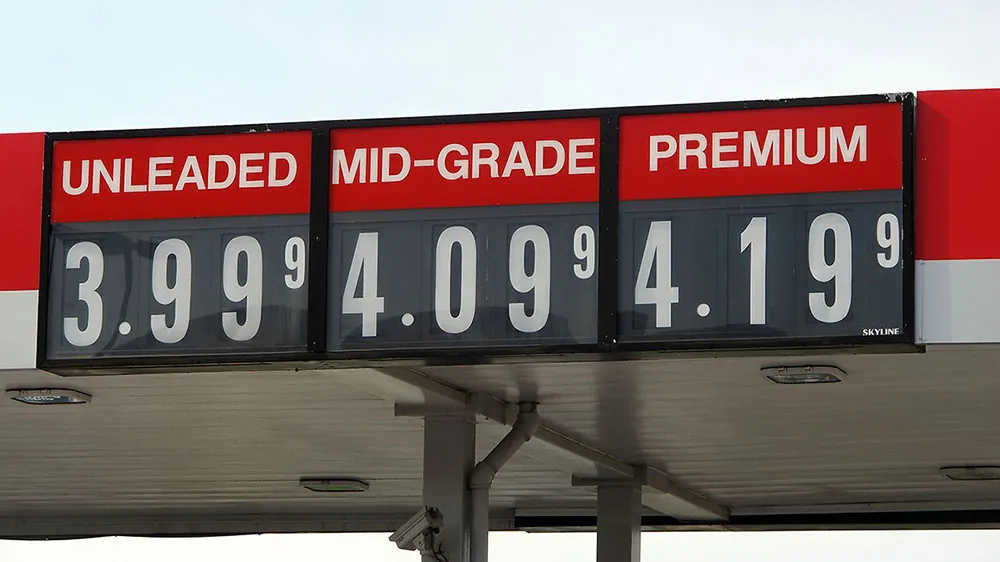 UNLEADED
3.99 9
MID-GRADE
4.09 9
PREMIUM
4.19 9
SKYLINE